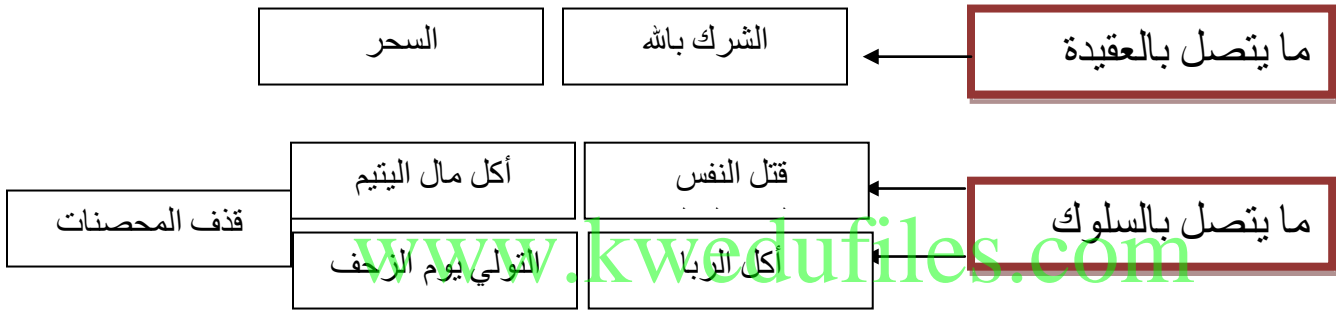 ما يتصل بالعقيدة
الشرك بالله
السحر
ما يتصل بالسلوك
قتل النفس
أكل مال اليتيم
قذف المحصنات
أكل الربا
التولي يوم الزحف
www.kwedufiles.com